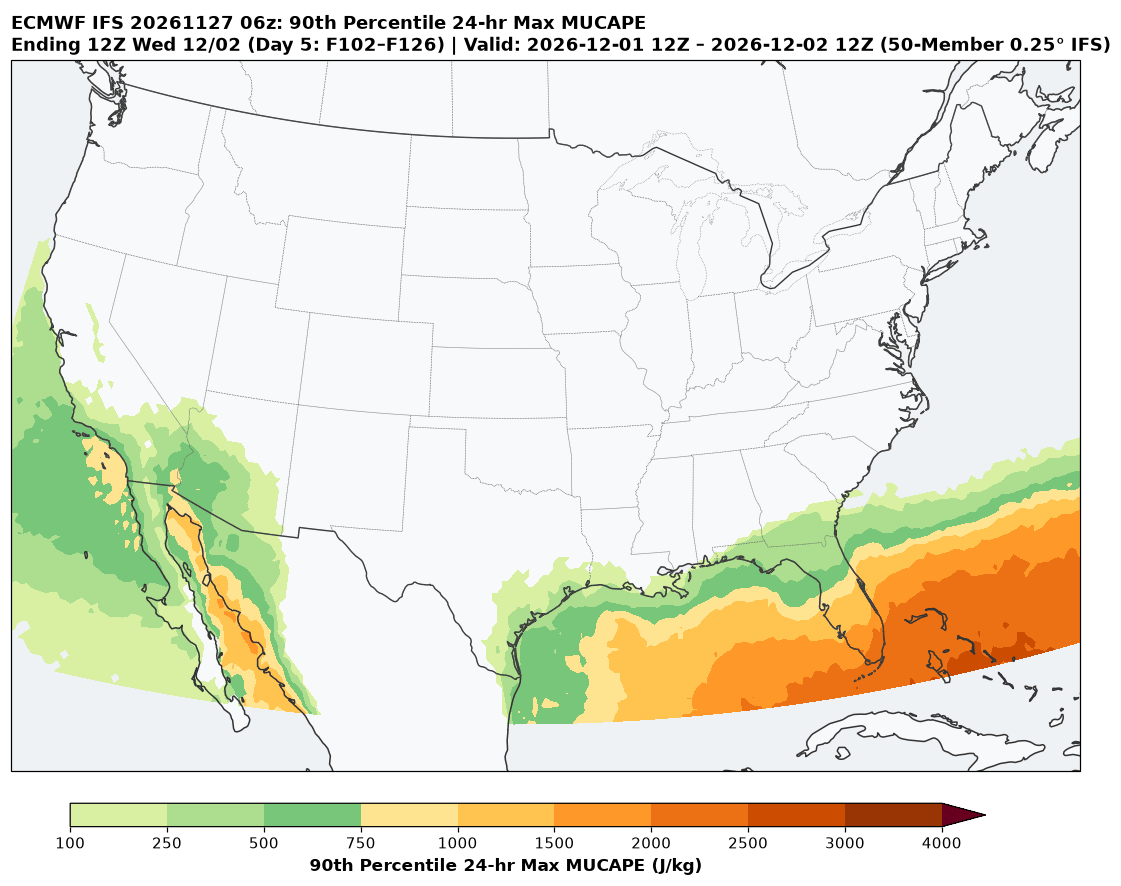 ECMWF IFS 20261127 06z: 90th Percentile 24-hr Max MUCAPE
Ending 12Z Wed 12/02 (Day 5: F102–F126) | Valid: 2026-12-01 12Z – 2026-12-02 12Z (50-Member 0.25° IFS)
100 250 500 750 1000 1500 2000 2500 3000 4000
90th Percentile 24-hr Max MUCAPE (J/kg)